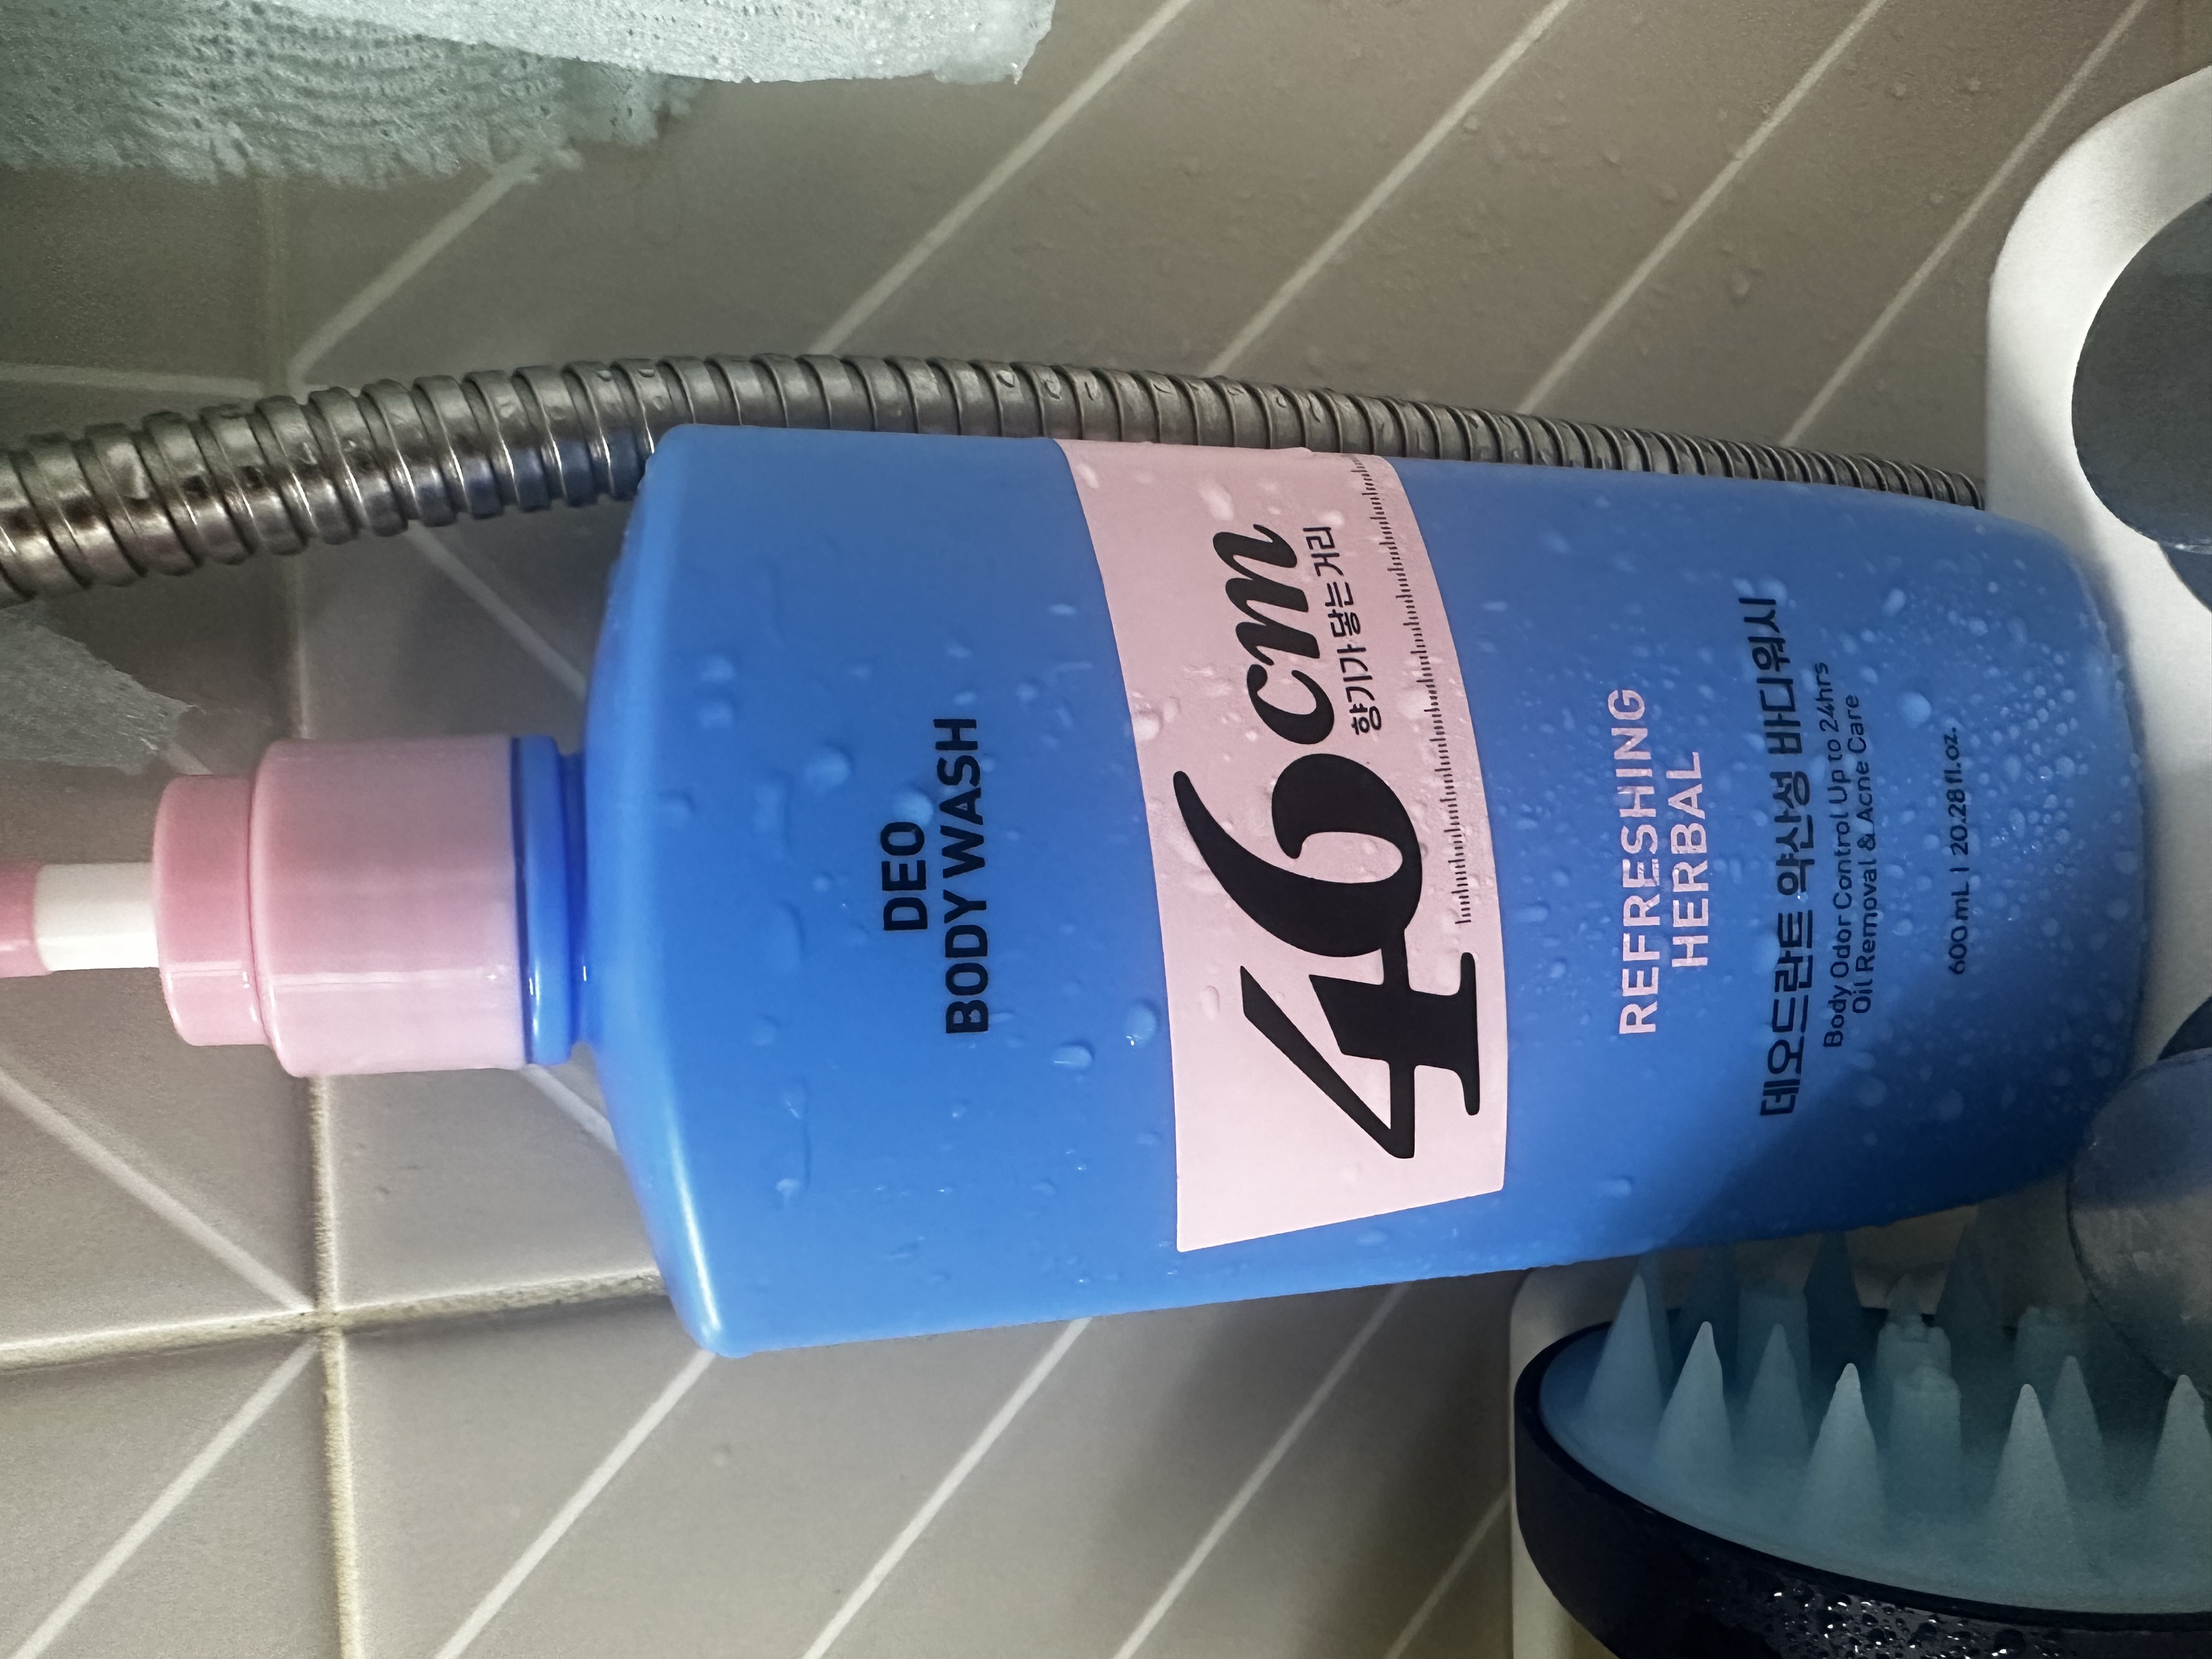 DEO
BODY WASH
46cm
향기가 닿는 거리
REFRESHING
HERBAL
데오드란트 약산성 바디워시
Body Odor Control Up to 24hrs
Oil Removal & Acne Care
600mL | 20.28 fl.oz.